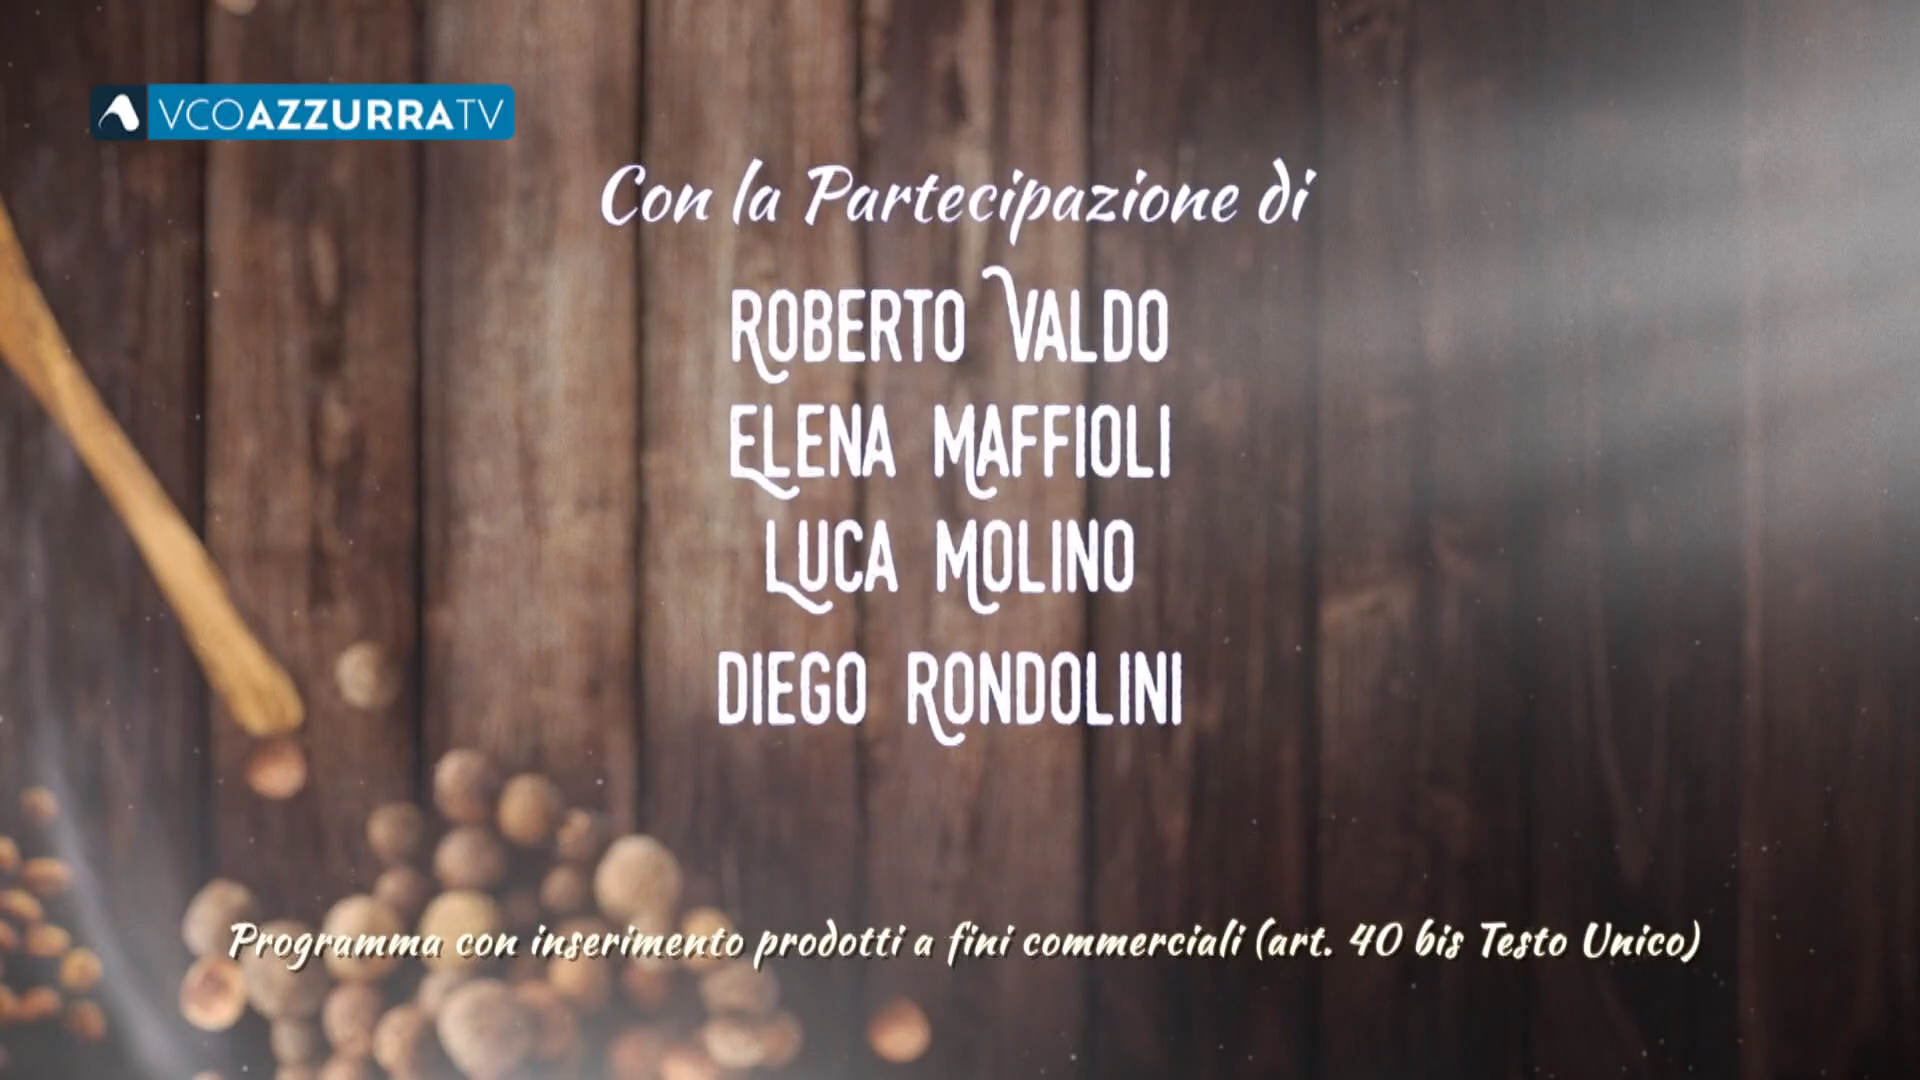 VCOAZZURRATV
Con la Partecipazione di
ROBERTO VALDO
ELENA MAFFIOLI
LUCA MOLINO
DIEGO RONDOLINI
Programma con inserimento prodotti a fini commerciali (art. 40 bis Testo Unico)